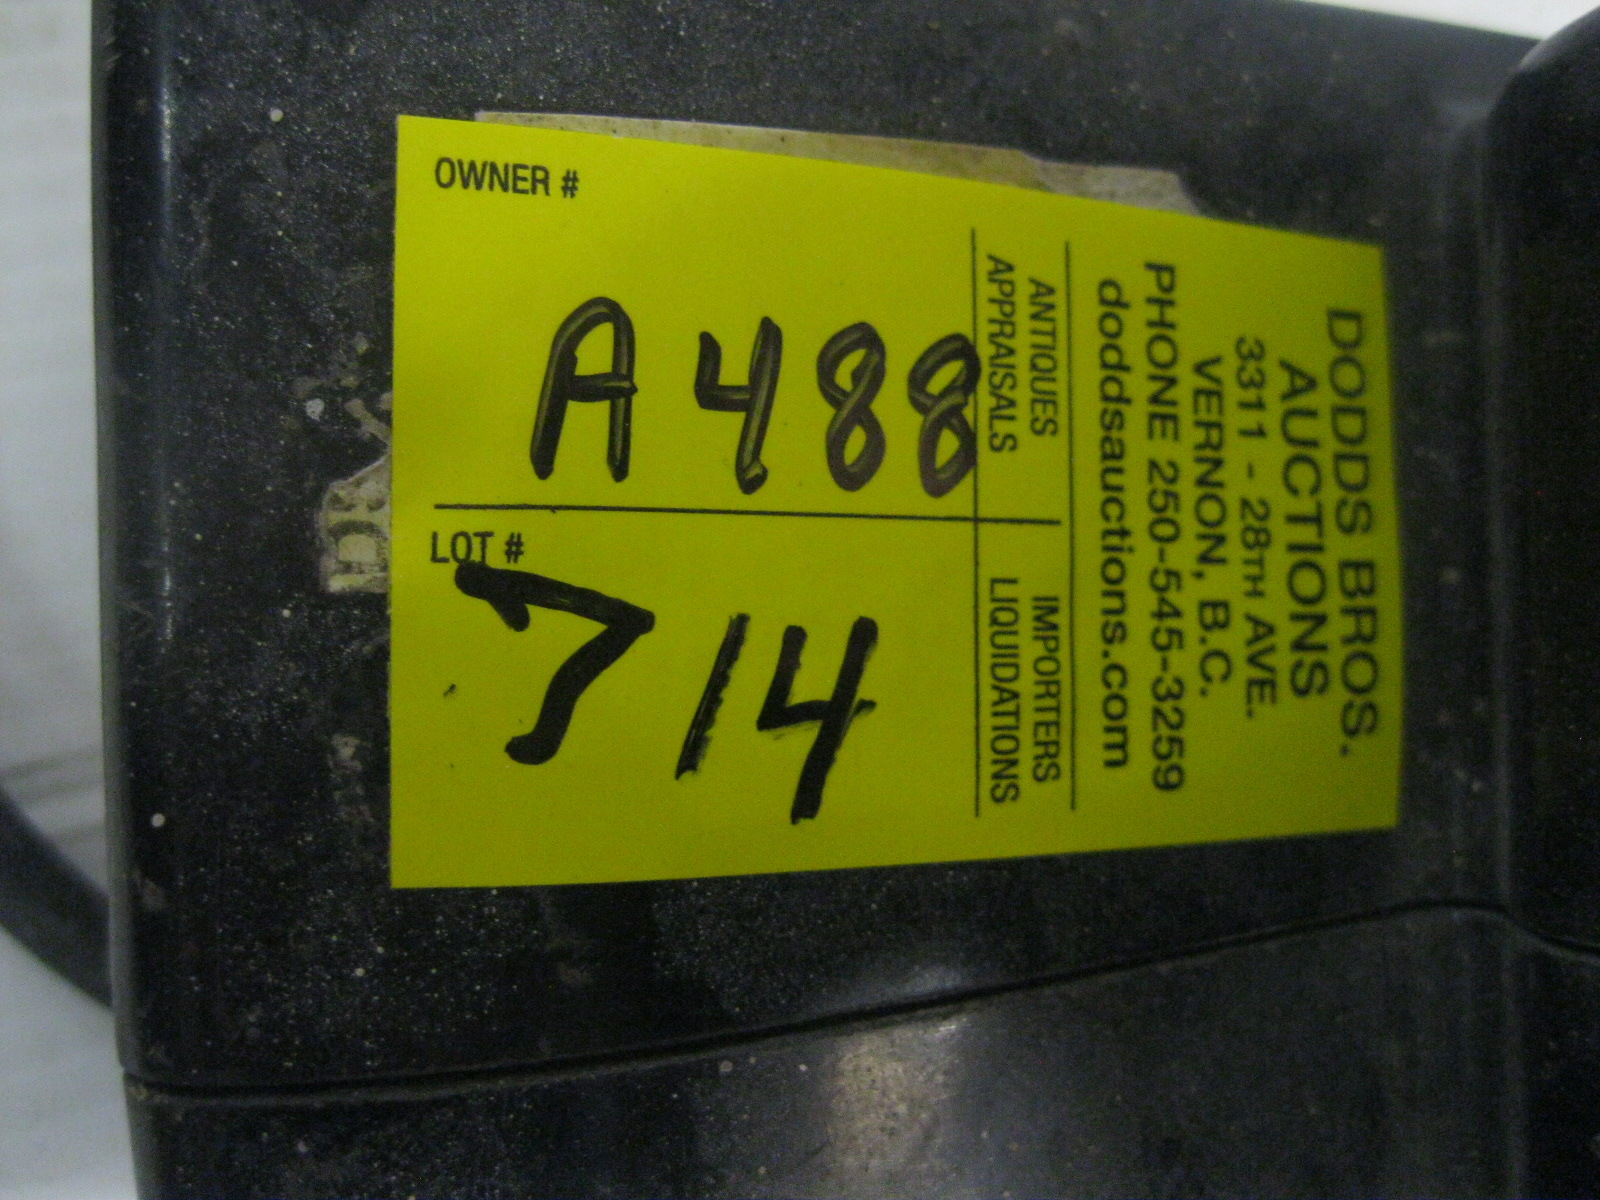 DODDS BROS.
AUCTIONS
3311 - 28TH AVE.
VERNON, B.C.
PHONE 250-545-3259
doddsauctions.com
ANTIQUES IMPORTERS
APPRAISALS LIQUIDATIONS
OWNER #
A488
LOT #
714